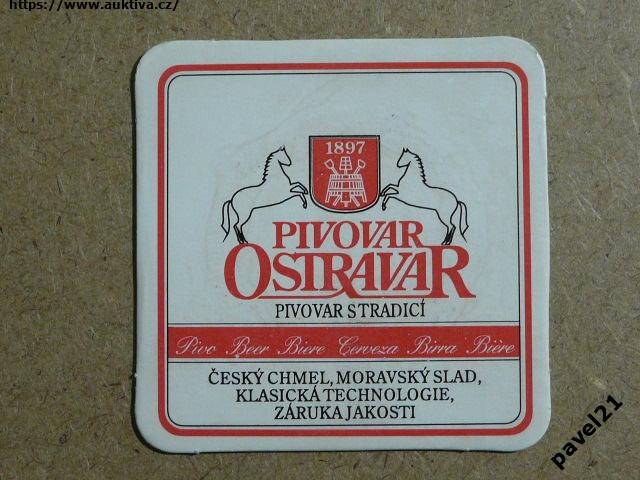 https://www.auktiva.cz/
1897
PIVOVAR
OSTRAVAR
PIVOVAR S TRADICÍ
Pivo Beer Biere Cerveza Birra Bière
ČESKÝ CHMEL, MORAVSKÝ SLAD,
KLASICKÁ TECHNOLOGIE,
ZÁRUKA JAKOSTI
pavel21